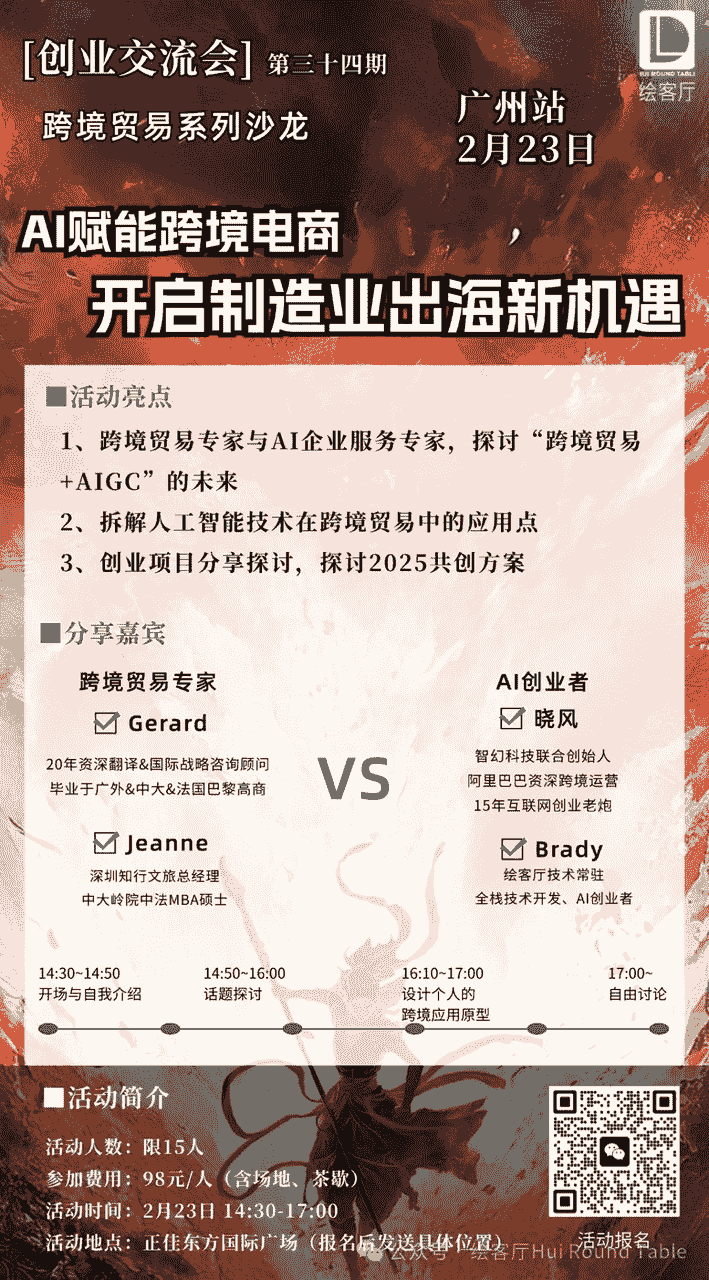 [创业交流会] 第三十四期
HUI ROUND TABLE
绘客厅
跨境贸易系列沙龙
广州站
2月23日
AI赋能跨境电商，
开启制造业出海新机遇
■活动亮点
1、跨境贸易专家与AI企业服务专家，探讨“跨境贸易
+AIGC”的未来
2、拆解人工智能技术在跨境贸易中的应用点
3、创业项目分享探讨，探讨2025共创方案
■分享嘉宾
跨境贸易专家
Gerard
20年资深翻译&国际战略咨询顾问
毕业于广外&中大&法国巴黎高商
Jeanne
深圳知行文旅总经理
中大岭院中法MBA硕士
VS
AI创业者
晓风
智幻科技联合创始人
阿里巴巴资深跨境运营
15年互联网创业老炮
Brady
绘客厅技术常驻
全栈技术开发、AI创业者
14:30~14:50
开场与自我介绍
14:50~16:00
话题探讨
16:10~17:00
设计个人的
跨境应用原型
17:00~
自由讨论
■活动简介
活动人数：限15人
参加费用：98元/人（含场地、茶歇）
活动时间：2月23日 14:30-17:00
活动地点：正佳东方国际广场（报名后发送具体位置）
活动报名
公众号 · 绘客厅Hui Round Table